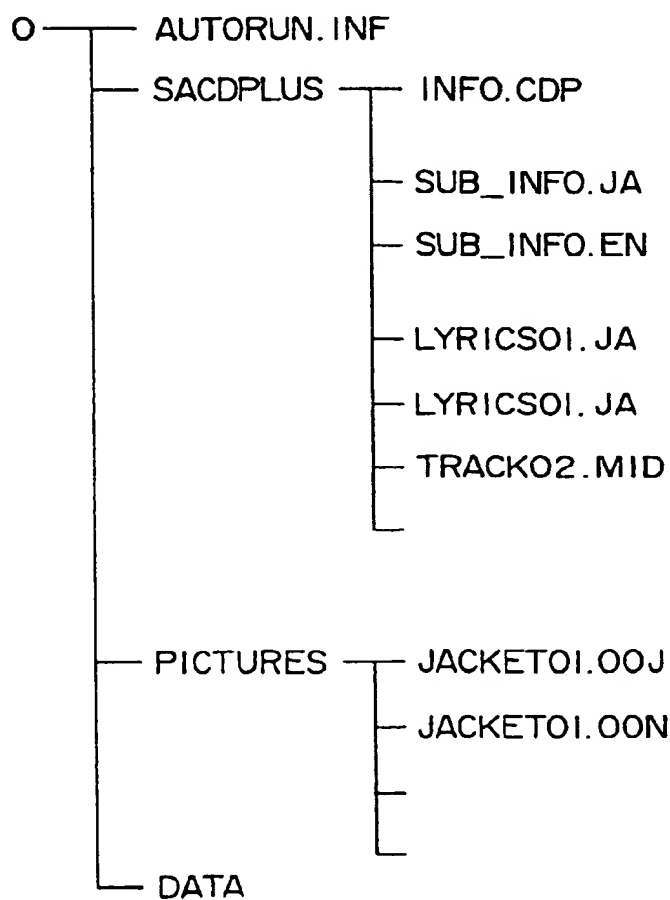 O AUTORUN.INF
SACDPLUS INFO.CDP
SUB_INFO.JA
SUB_INFO.EN
LYRICS01.JA
LYRICS01.JA
TRACK02.MID
PICTURES JACKET01.00J
JACKET01.00N
DATA